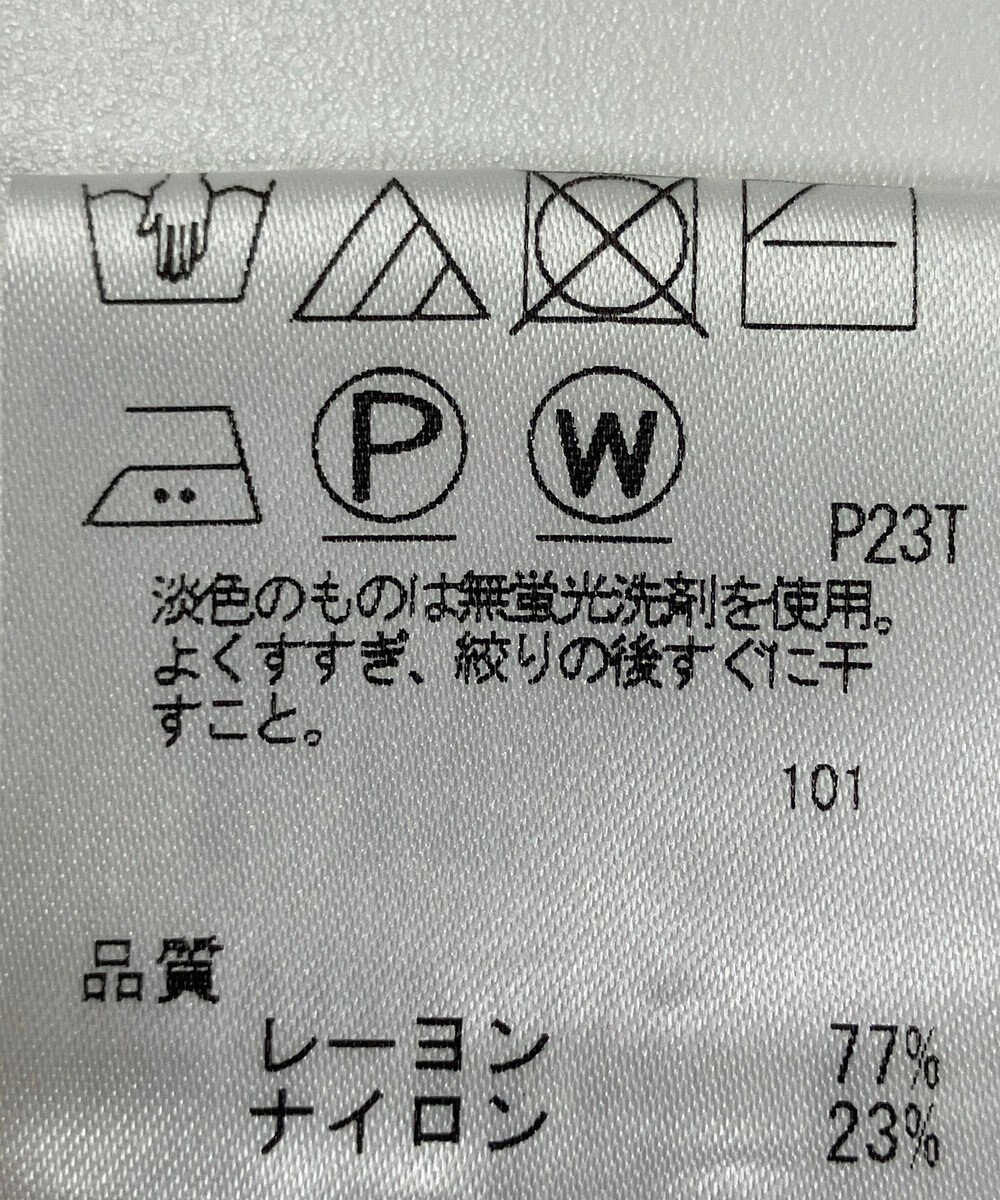 P W
P23T
淡色のものは無蛍光洗剤を使用。
よくすすぎ、絞りの後すぐに干
すこと。
101
品質
レーヨン 77%
ナイロン 23%